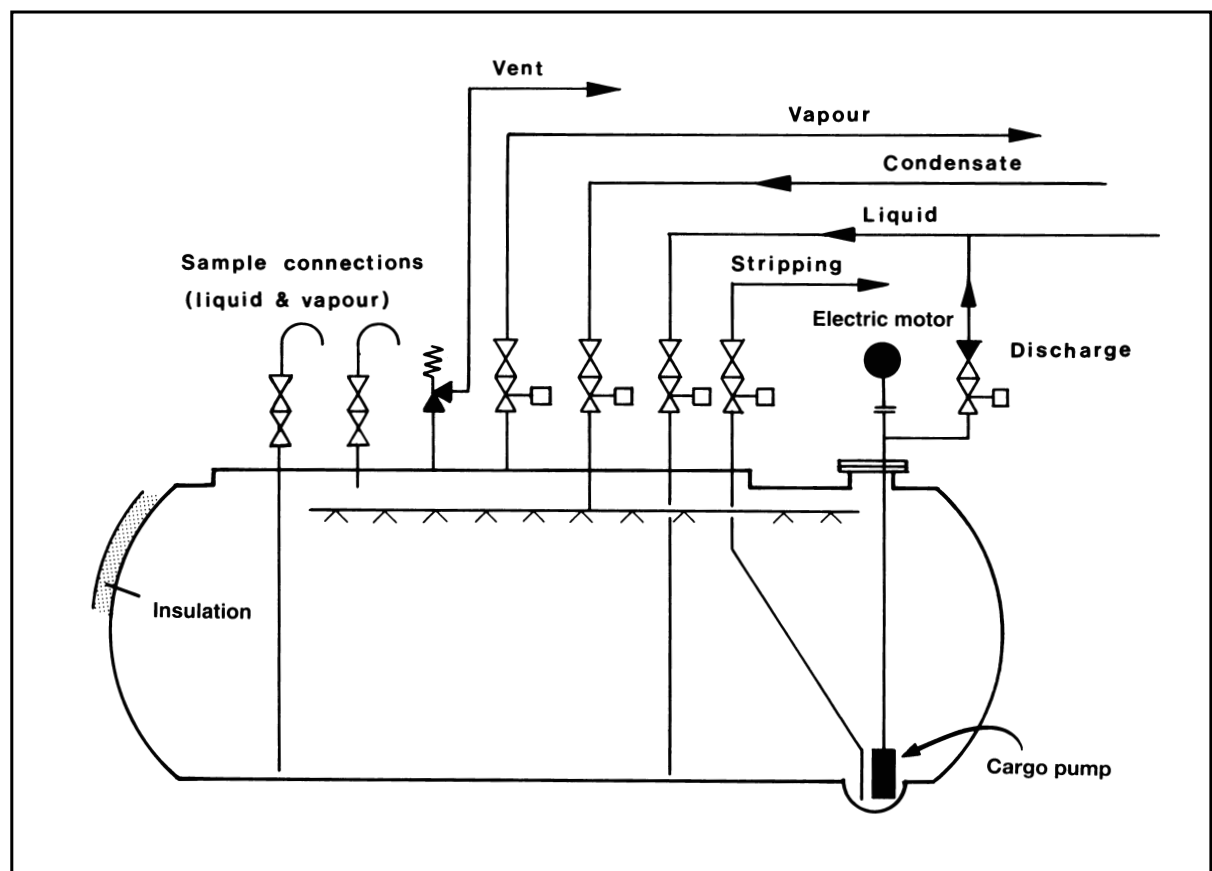 Vent
Vapour
Condensate
Liquid
Sample connections
(liquid & vapour)
Stripping
Electric motor
Discharge
Insulation
Cargo pump